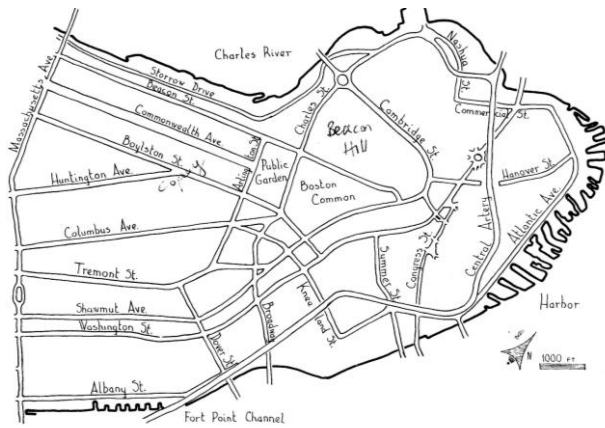 Charles River
Nashua
St.
Storrow Drive
Beacon St.
Massachusetts Ave.
Commonwealth Ave.
Charles St.
Cambridge St.
Commercial St.
Beacon
Hill
Boylston St.
Huntington Ave.
Copley
Arlington St.
Public
Garden
Boston
Common
Hanover St.
Atlantic Ave.
Central Artery
Columbus Ave.
Tremont St.
Summer St.
Congress St.
Harbor
Shawmut Ave.
Washington St.
Broadway
Kneeland St.
Dover St.
N
1000 FT
Albany St.
Fort Point Channel